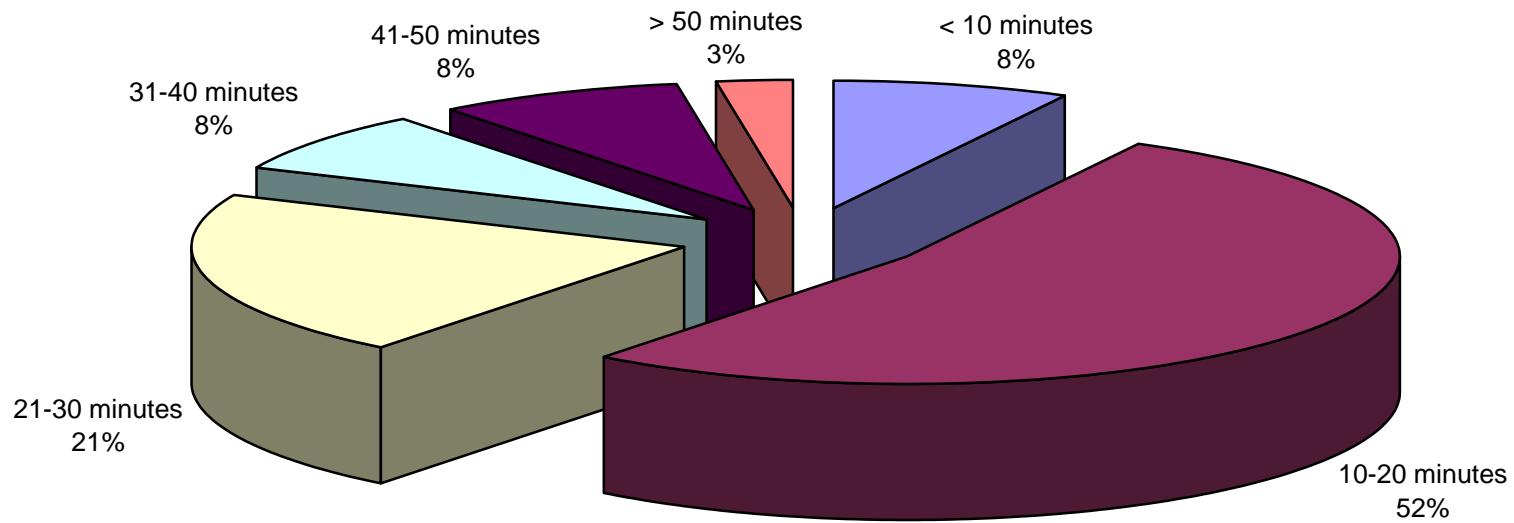 > 50 minutes
3%
< 10 minutes
8%
41-50 minutes
8%
31-40 minutes
8%
21-30 minutes
21%
10-20 minutes
52%